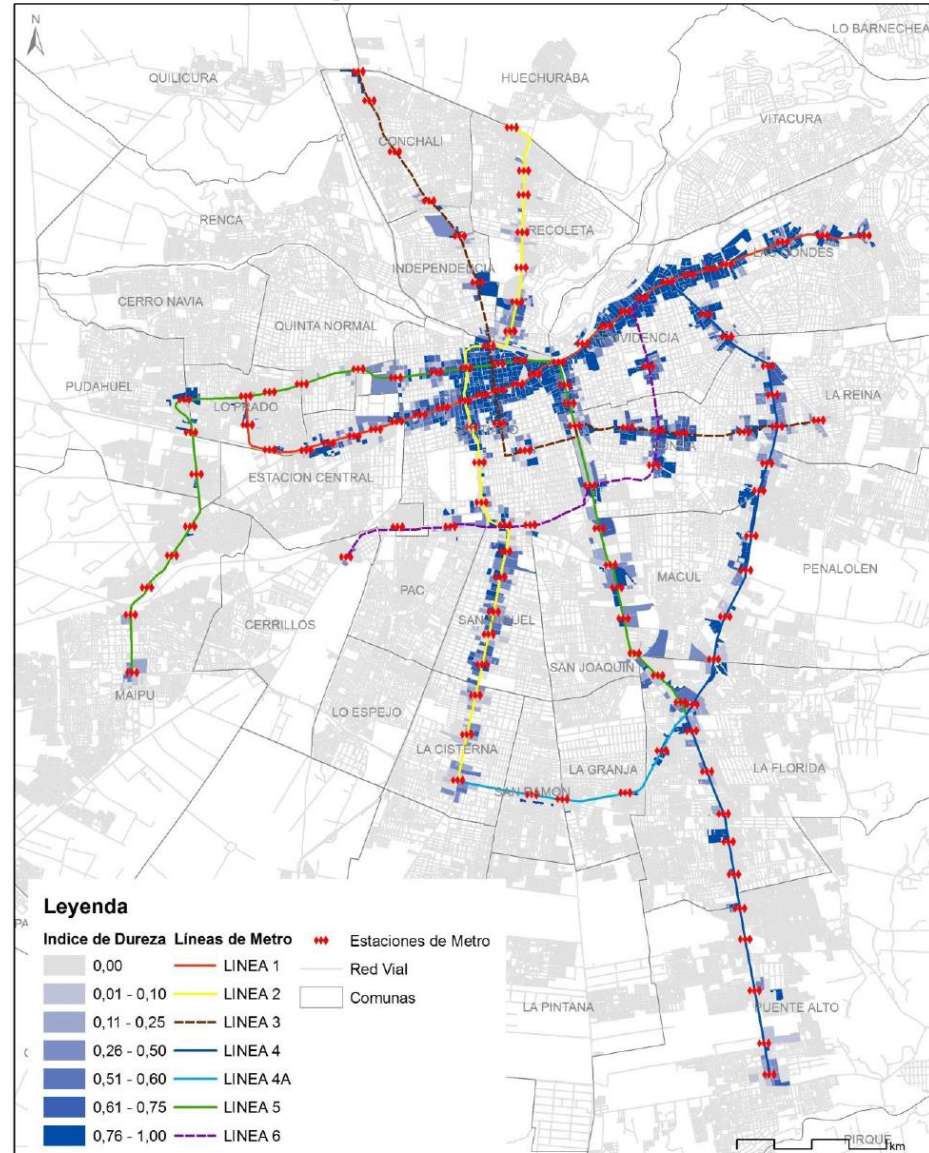 N
LO BARNECHEA
QUILICURA
HUECHURABA
VITACURA
CONCHALI
RENCA
RECOLETA
LAS CONDES
INDEPENDENCIA
CERRO NAVIA
QUINTA NORMAL
PROVIDENCIA
PUDAHUEL
LO PRADO
LA REINA
SANTIAGO
ESTACION CENTRAL
PENALOLEN
MACUL
PAC
CERRILLOS
SAN MIGUEL
SAN JOAQUIN
MAIPU
LO ESPEJO
LA CISTERNA
LA GRANJA
LA FLORIDA
SAN RAMON
LA PINTANA
PUENTE ALTO
PIRQUE
Leyenda
Indice de Dureza Líneas de Metro Estaciones de Metro
0,00 LINEA 1 Red Vial
0,01 - 0,10 LINEA 2 Comunas
0,11 - 0,25 LINEA 3
0,26 - 0,50 LINEA 4
0,51 - 0,60 LINEA 4A
0,61 - 0,75 LINEA 5
0,76 - 1,00 LINEA 6
km